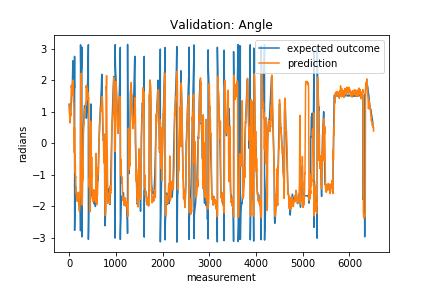 Validation: Angle
expected outcome
prediction
radians
3
2
1
0
−1
−2
−3
0
1000
2000
3000
4000
5000
6000
measurement